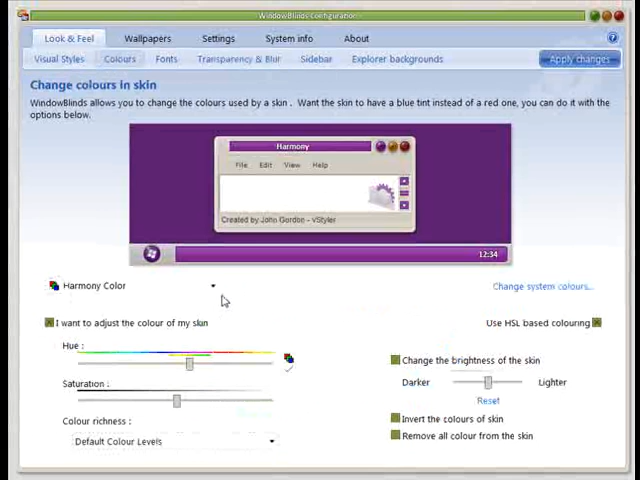 WindowBlinds Configuration
Look & Feel
Wallpapers
Settings
System info
About
Visual Styles
Colours
Fonts
Transparency & Blur
Sidebar
Explorer backgrounds
Apply changes
Change colours in skin
WindowBlinds allows you to change the colours used by a skin . Want the skin to have a blue tint instead of a red one, you can do it with the
options below.
Harmony
File Edit View Help
Created by John Gordon - vStyler
12:34
Harmony Color
Change system colours...
I want to adjust the colour of my skin
Use HSL based colouring
Hue :
Change the brightness of the skin
Saturation :
Darker
Lighter
Reset
Colour richness:
Invert the colours of skin
Default Colour Levels
Remove all colour from the skin